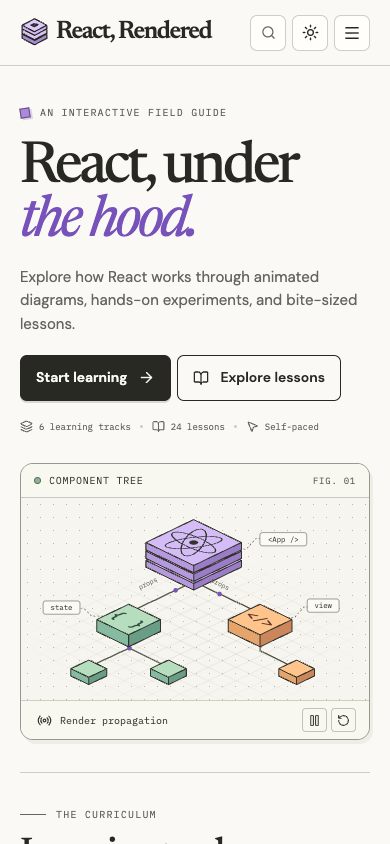 React, Rendered
AN INTERACTIVE FIELD GUIDE
React, under
the hood.
Explore how React works through animated
diagrams, hands-on experiments, and bite-sized
lessons.
Start learning
Explore lessons
6 learning tracks • 24 lessons • Self-paced
COMPONENT TREE
FIG. 01
<App />
props
props
state
view
</>
Render propagation
THE CURRICULUM